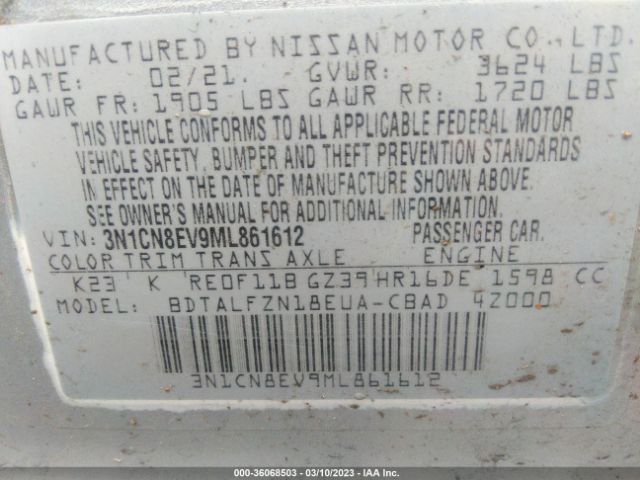 MANUFACTURED BY NISSAN MOTOR CO., LTD.
DATE: 02/21. GVWR: 3624 LBS
GAWR FR: 1905 LBS GAWR RR: 1720 LBS
THIS VEHICLE CONFORMS TO ALL APPLICABLE FEDERAL MOTOR
VEHICLE SAFETY, BUMPER AND THEFT PREVENTION STANDARDS
IN EFFECT ON THE DATE OF MANUFACTURE SHOWN ABOVE.
SEE OWNER'S MANUAL FOR ADDITIONAL INFORMATION
VIN: 3N1CN8EV9ML861612 PASSENGER CAR.
COLOR TRIM TRANS AXLE ENGINE
K23 K RE0F11B GZ39 HR16DE 1598 CC
MODEL: BDTALFZN18EUA-CBAD 4Z000
3N1CN8EV9ML861612
000-36068503 — 03/10/2023 — IAA Inc.